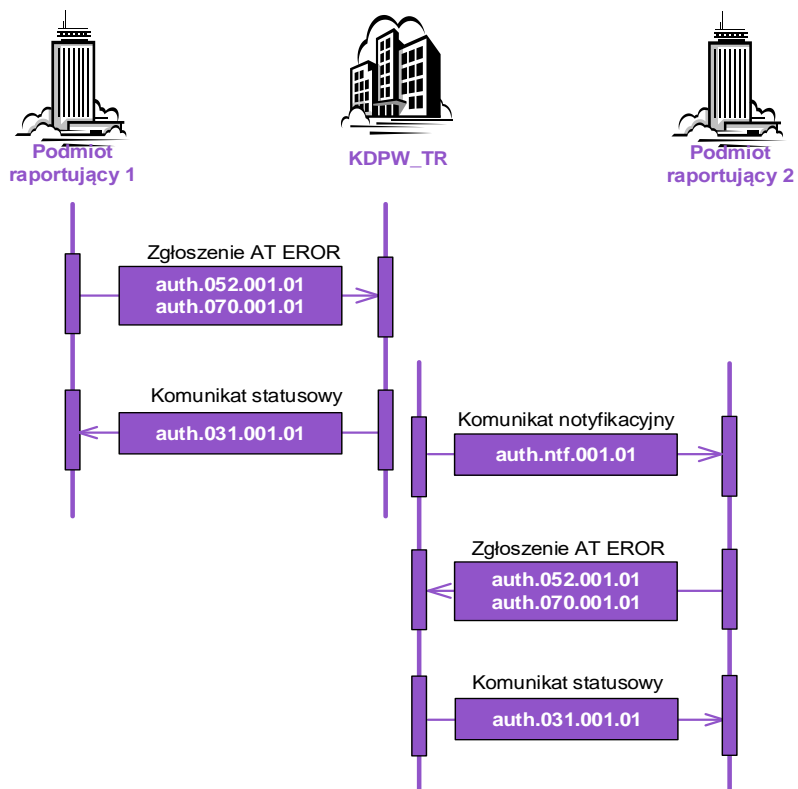 Podmiot
raportujący 1
KDPW_TR
Podmiot
raportujący 2
Zgłoszenie AT EROR
auth.052.001.01
auth.070.001.01
Komunikat statusowy
auth.031.001.01
Komunikat notyfikacyjny
auth.ntf.001.01
Zgłoszenie AT EROR
auth.052.001.01
auth.070.001.01
Komunikat statusowy
auth.031.001.01